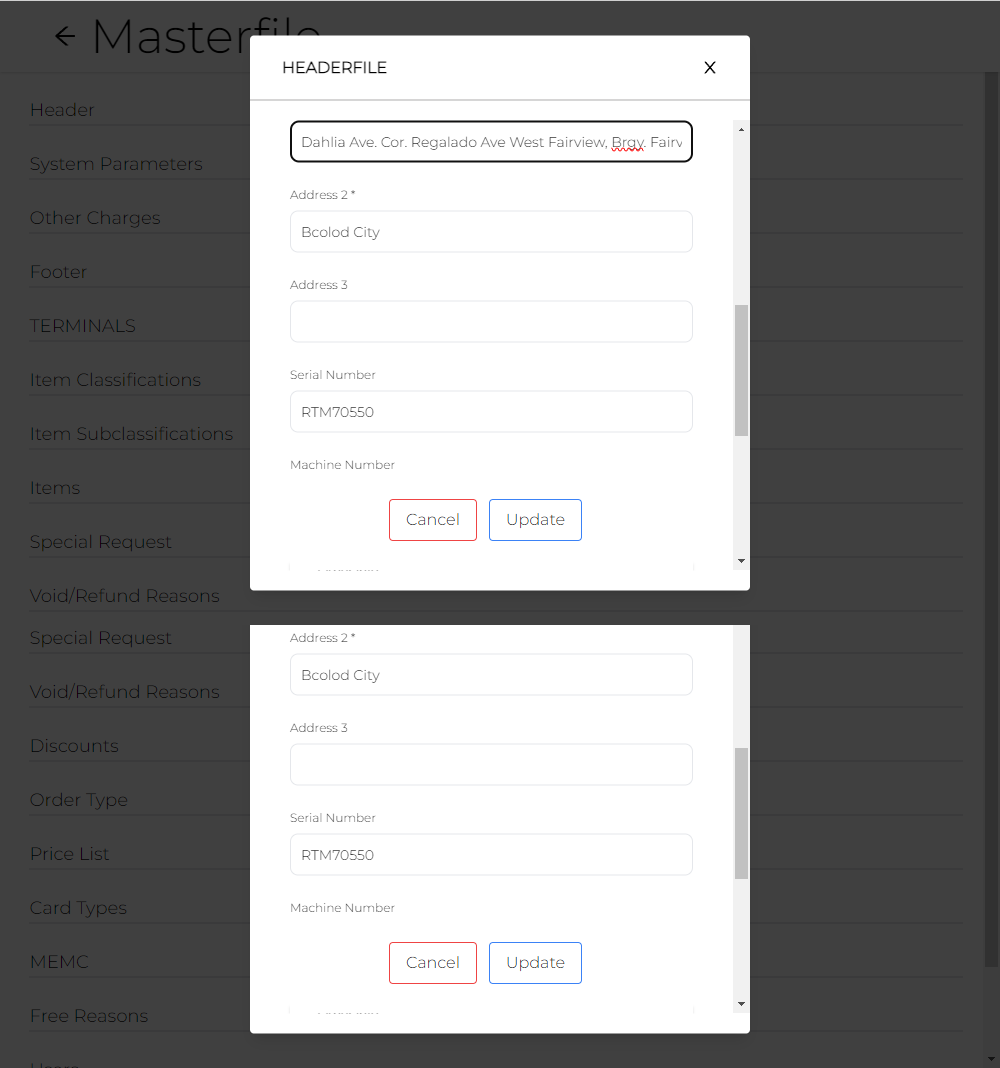 ← Masterfile
HEADERFILE
X
Header
System Parameters
Other Charges
Footer
TERMINALS
Item Classifications
Item Subclassifications
Items
Special Request
Void/Refund Reasons
Special Request
Void/Refund Reasons
Discounts
Order Type
Price List
Card Types
MEMC
Free Reasons
Users
Dahlia Ave. Cor. Regalado Ave West Fairview, Brgy. Fairv
Address 2 *
Bcolod City
Address 3
Serial Number
RTM70550
Machine Number
Cancel
Update
Address 2 *
Bcolod City
Address 3
Serial Number
RTM70550
Machine Number
Cancel
Update